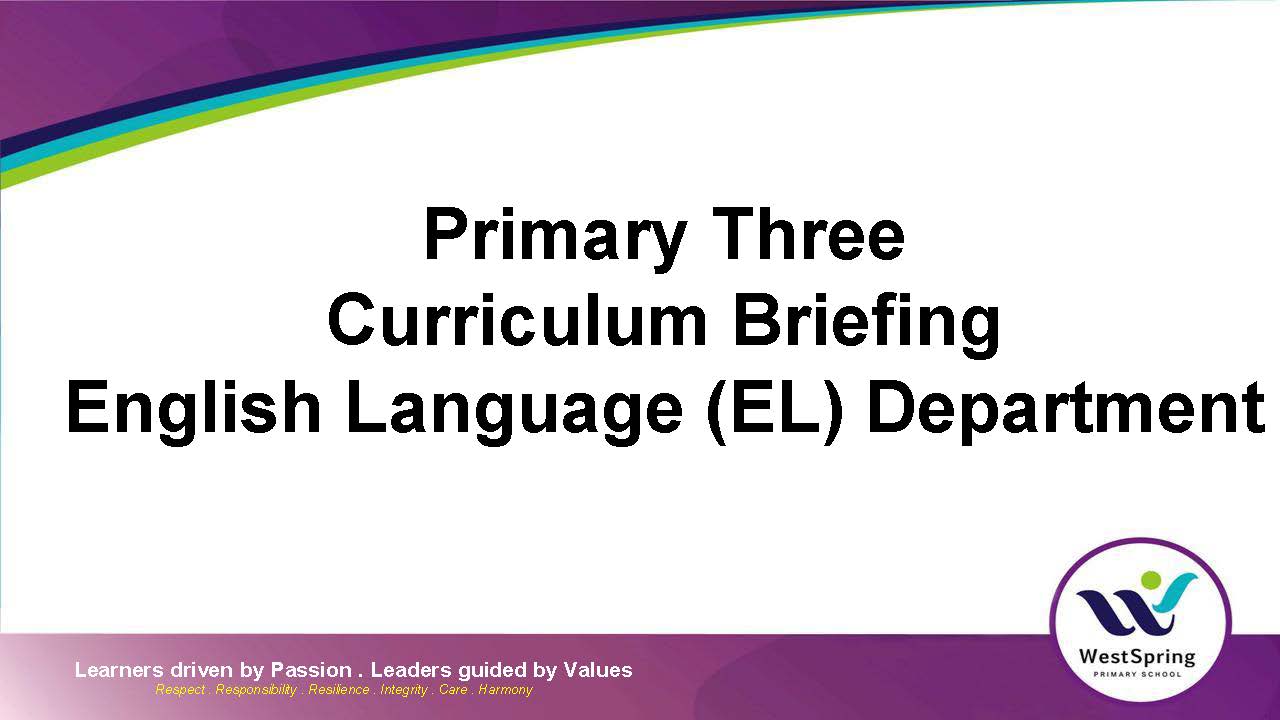 Primary Three
Curriculum Briefing
English Language (EL) Department
WestSpring
PRIMARY SCHOOL
Learners driven by Passion . Leaders guided by Values
Respect . Responsibility . Resilience . Integrity . Care . Harmony